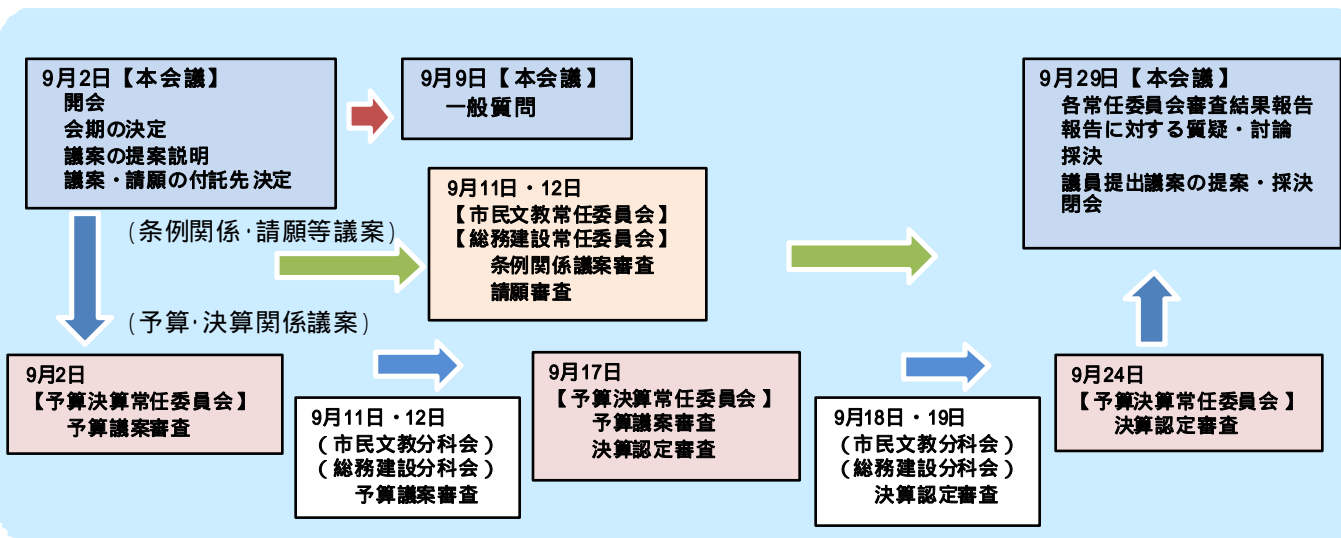 9月2日【本会議】
開会
会期の決定
議案の提案説明
議案・請願の付託先決定
9月9日【本会議】
一般質問
9月29日【本会議】
各常任委員会審査結果報告
報告に対する質疑・討論
採決
議員提出議案の提案・採決
閉会
(条例関係・請願等議案)
9月11日・12日
【市民文教常任委員会】
【総務建設常任委員会】
条例関係議案審査
請願審査
(予算・決算関係議案)
9月2日
【予算決算常任委員会】
予算議案審査
9月11日・12日
(市民文教分科会)
(総務建設分科会)
予算議案審査
9月17日
【予算決算常任委員会】
予算議案審査
決算認定審査
9月18日・19日
(市民文教分科会)
(総務建設分科会)
決算認定審査
9月24日
【予算決算常任委員会】
決算認定審査